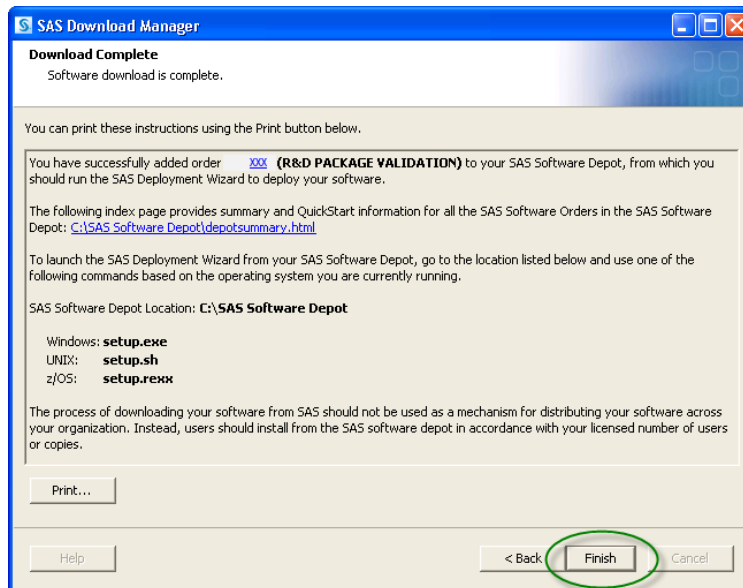 SAS Download Manager
Download Complete
Software download is complete.
You can print these instructions using the Print button below.
You have successfully added order XXX (R&D PACKAGE VALIDATION) to your SAS Software Depot, from which you
should run the SAS Deployment Wizard to deploy your software.
The following index page provides summary and QuickStart information for all the SAS Software Orders in the SAS Software
Depot: C:\SAS Software Depot\depotsummary.html
To launch the SAS Deployment Wizard from your SAS Software Depot, go to the location listed below and use one of the
following commands based on the operating system you are currently running.
SAS Software Depot Location: C:\SAS Software Depot
Windows: setup.exe
UNIX: setup.sh
z/OS: setup.rexx
The process of downloading your software from SAS should not be used as a mechanism for distributing your software across
your organization. Instead, users should install from the SAS software depot in accordance with your licensed number of users
or copies.
Print...
Help < Back Finish Cancel